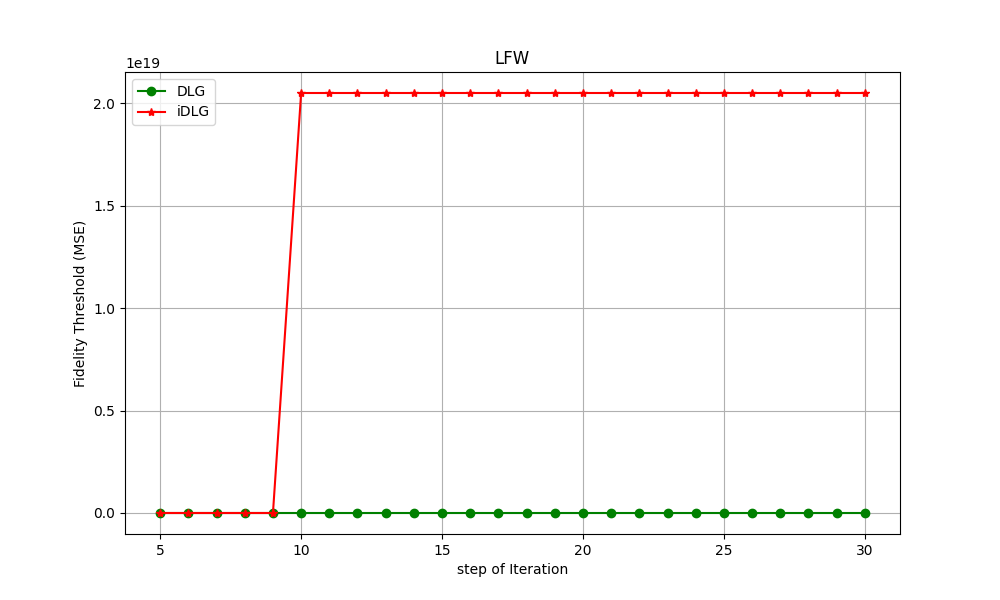 LFW
1e19
DLG
iDLG
2.0
1.5
1.0
0.5
0.0
Fidelity Threshold (MSE)
5 10 15 20 25 30
step of Iteration